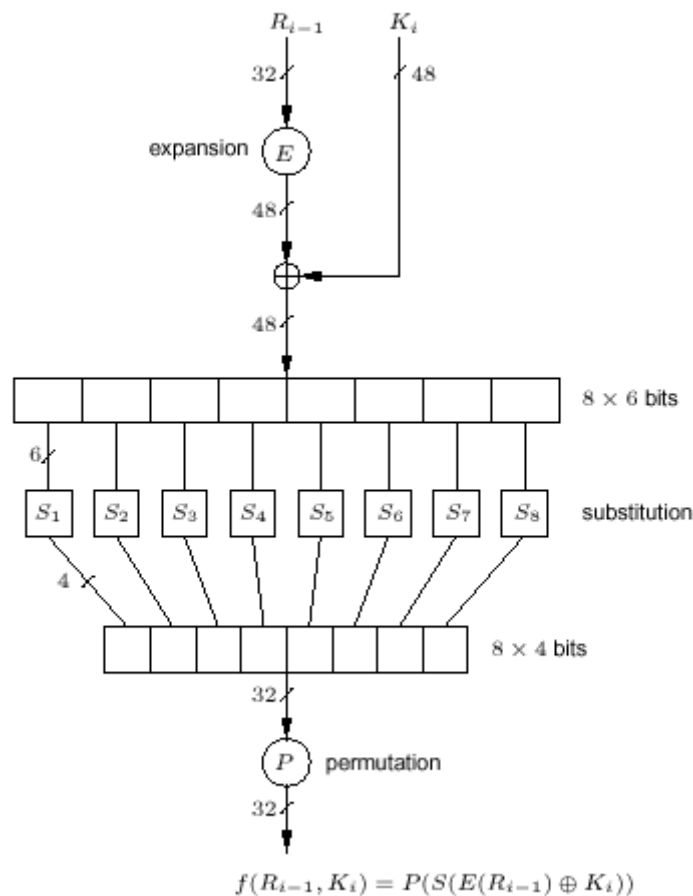 R_{i−1} K_i
32 48
expansion E
48
48
8 × 6 bits
6
S_1 S_2 S_3 S_4 S_5 S_6 S_7 S_8 substitution
4
8 × 4 bits
32
P permutation
32
f(R_{i−1}, K_i) = P(S(E(R_{i−1}) ⊕ K_i))